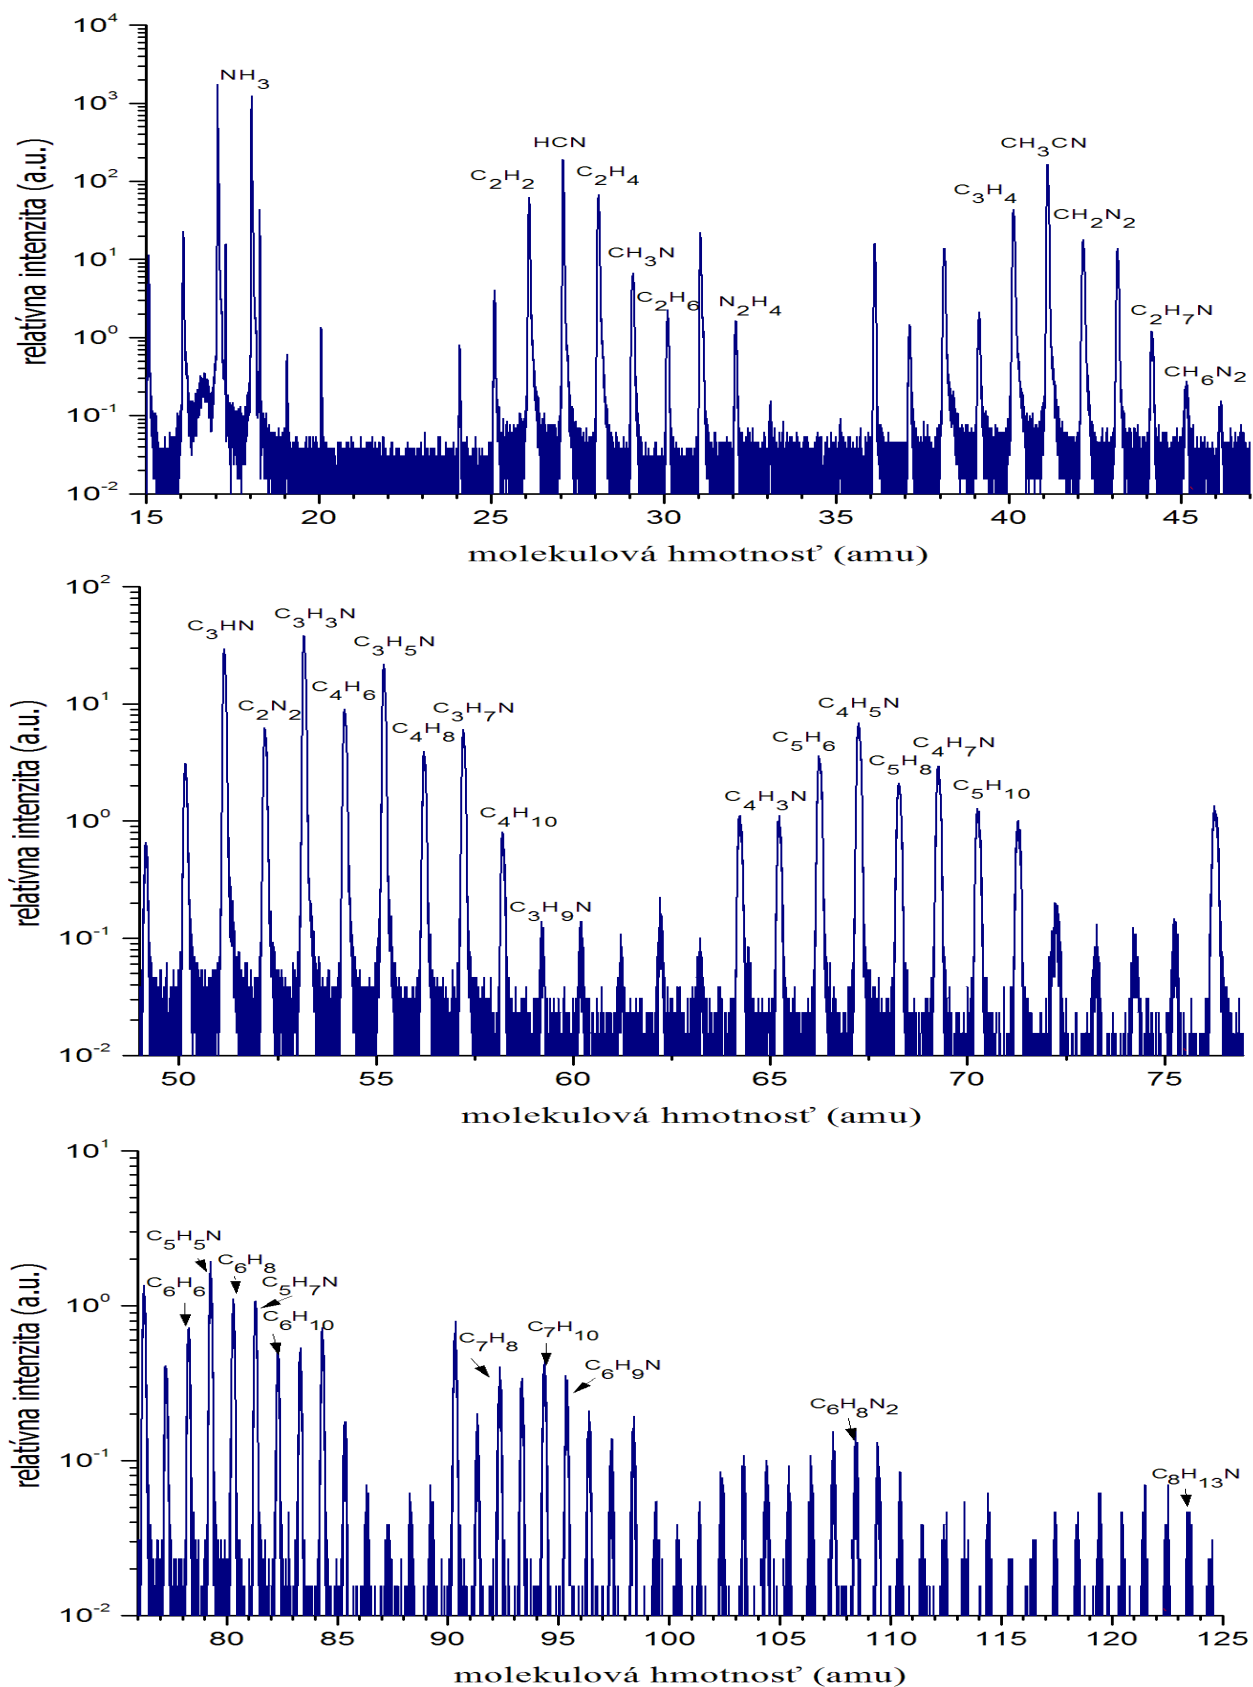 10⁴
10³
10²
10¹
10⁰
10⁻¹
10⁻²
relatívna intenzita (a.u.)
NH₃
C₂H₂
HCN
C₂H₄
CH₃N
C₂H₆
N₂H₄
C₃H₄
CH₃CN
CH₂N₂
C₂H₇N
CH₆N₂
15 20 25 30 35 40 45
molekulová hmotnosť (amu)
10²
10¹
10⁰
10⁻¹
10⁻²
relatívna intenzita (a.u.)
C₃HN
C₂N₂
C₃H₃N
C₄H₆
C₃H₅N
C₄H₈
C₃H₇N
C₄H₁₀
C₃H₉N
C₄H₃N
C₅H₆
C₄H₅N
C₅H₈
C₄H₇N
C₅H₁₀
50 55 60 65 70 75
molekulová hmotnosť (amu)
10¹
10⁰
10⁻¹
10⁻²
relatívna intenzita (a.u.)
C₅H₅N
C₆H₆
C₆H₈
C₅H₇N
C₆H₁₀
C₇H₈
C₇H₁₀
C₆H₉N
C₆H₈N₂
C₈H₁₃N
80 85 90 95 100 105 110 115 120 125
molekulová hmotnosť (amu)